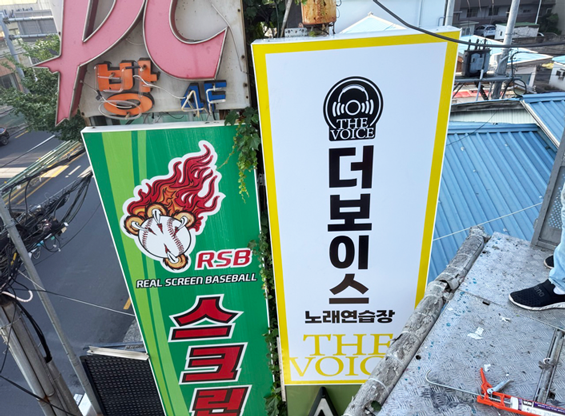 PC
방 4F
RSB
REAL SCREEN BASEBALL
스크린
THE
VOICE
더보이스
노래연습장
THE
VOICE